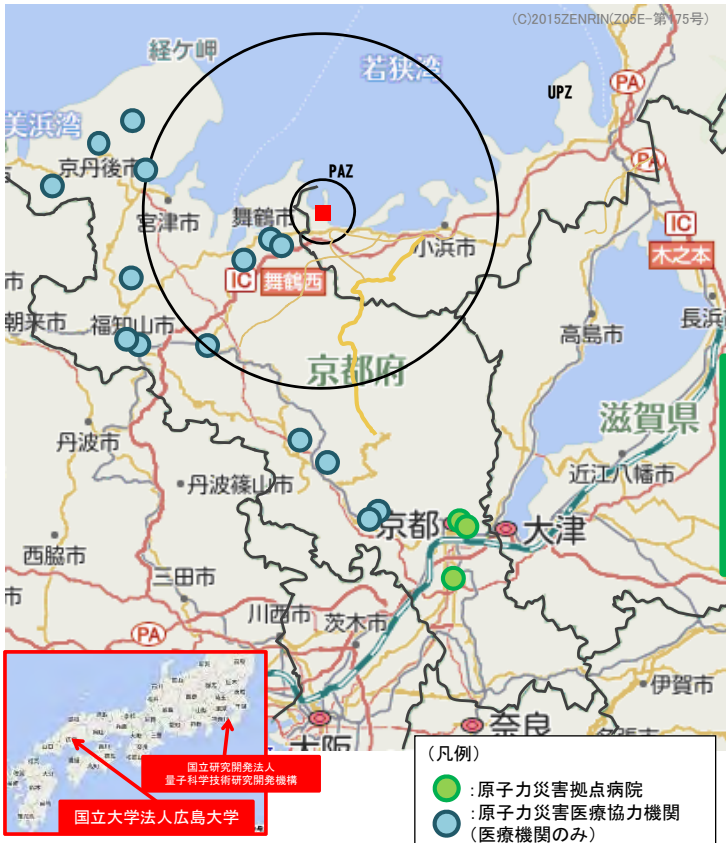 (C)2015ZENRIN(Z05E-第175号)
経ケ岬
若狭湾
UPZ
PA
美浜湾
京丹後市
PAZ
PA
宮津市
舞鶴市
小浜市
IC
木之本
IC
舞鶴西
市
朝来市
福知山市
高島市
長浜
京都府
滋賀県
丹波市
丹波篠山市
近江八幡市
京都
大津
西脇市
三田市
市
川西市
茨木市
PA
伊賀市
大阪
奈良
国立研究開発法人
量子科学技術研究開発機構
国立大学法人広島大学
(凡例)
:原子力災害拠点病院
:原子力災害医療協力機関
(医療機関のみ)